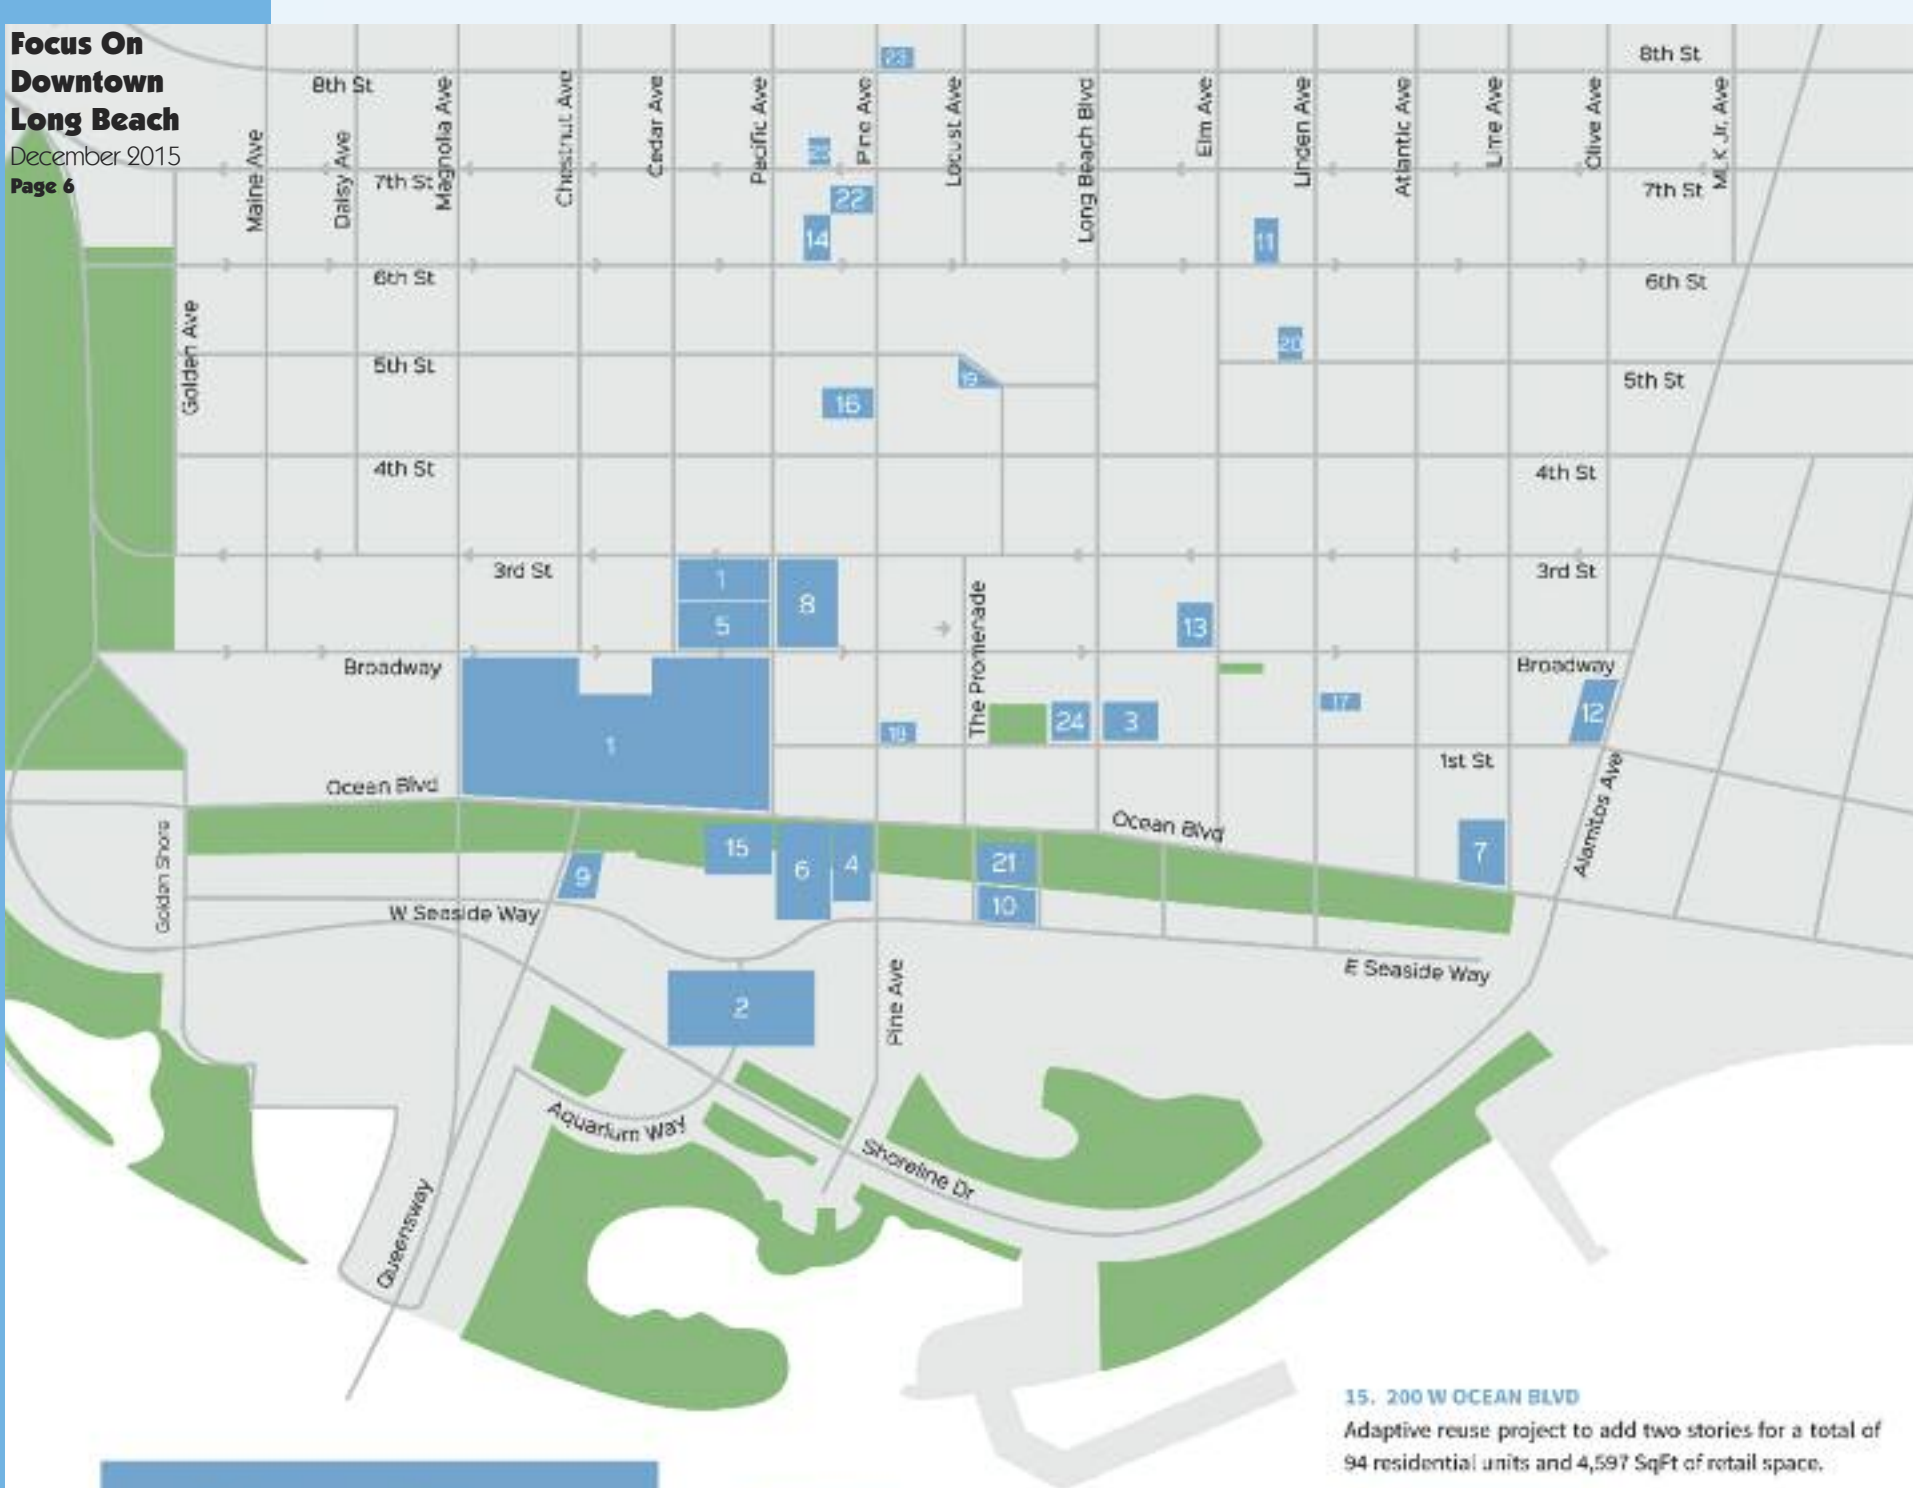 Focus On
Downtown
Long Beach
December 2015
Page 6
23
8th St
8th St
Maine Ave
Daisy Ave
Magnolia Ave
Chestnut Ave
Cedar Ave
Pacific Ave
Pine Ave
Locust Ave
Long Beach Blvd
Elm Ave
Linden Ave
Atlantic Ave
Lime Ave
Olive Ave
MLK Jr. Ave
7th St
7th St
22
14
11
6th St
6th St
Golden Ave
20
5th St
19
5th St
16
4th St
4th St
3rd St
1
8
3rd St
5
13
The Promenade
Broadway
Broadway
17
12
24
3
18
1
1st St
Ocean Blvd
Ocean Blvd
Alamitos Ave
Golden Shore
15
6
4
21
7
9
10
W Seaside Way
E Seaside Way
2
Pine Ave
Aquarium Way
Shoreline Dr
Queensway
15. 200 W OCEAN BLVD
Adaptive reuse project to add two stories for a total of
94 residential units and 4,597 SqFt of retail space.